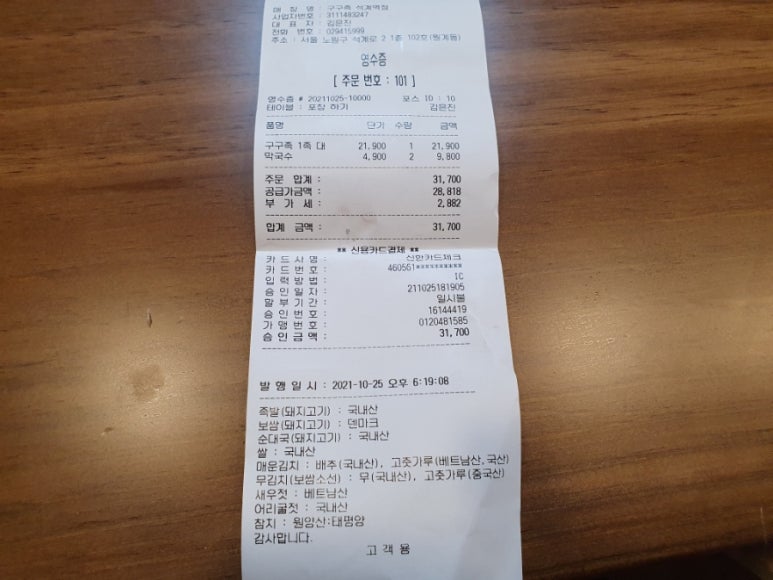 매 장 명 : 구구족 석계역점
사업자번호 : 3111483247
대 표 자 : 김은진
전화 번호 : 029415999
주소 : 서울 노원구 석계로 2 1층 102호(월계동)
영수증
[ 주문 번호 : 101 ]
영수증 # 20211025-10000 포스 ID : 10
테이블 : 포장 하기 김은진
품명 단가 수량 금액
구구족 1족 대 21,900 1 21,900
막국수 4,900 2 9,800
주문 합계 : 31,700
공급가금액 : 28,818
부 가 세 : 2,882
합계 금액 : 31,700
** 신용카드결제 **
카 드 사 명 : 신한카드체크
카 드 번 호 : 460561**********
입 력 방 법 : IC
승 인 일 자 : 211025181905
할 부 기 간 : 일시불
승 인 번 호 : 16144419
가 맹 번 호 : 0120481585
승 인 금 액 : 31,700
발 행 일 시 : 2021-10-25 오후 6:19:08
족발(돼지고기) : 국내산
보쌈(돼지고기) : 덴마크
순대국(돼지고기) : 국내산
쌀 : 국내산
매운김치 : 배추(국내산), 고춧가루(베트남산,국산)
무김치(보쌈소선) : 무(국내산), 고춧가루(중국산)
새우젓 : 베트남산
어리굴젓 : 국내산
참치 : 원양산:태평양
감사합니다.
고 객 용